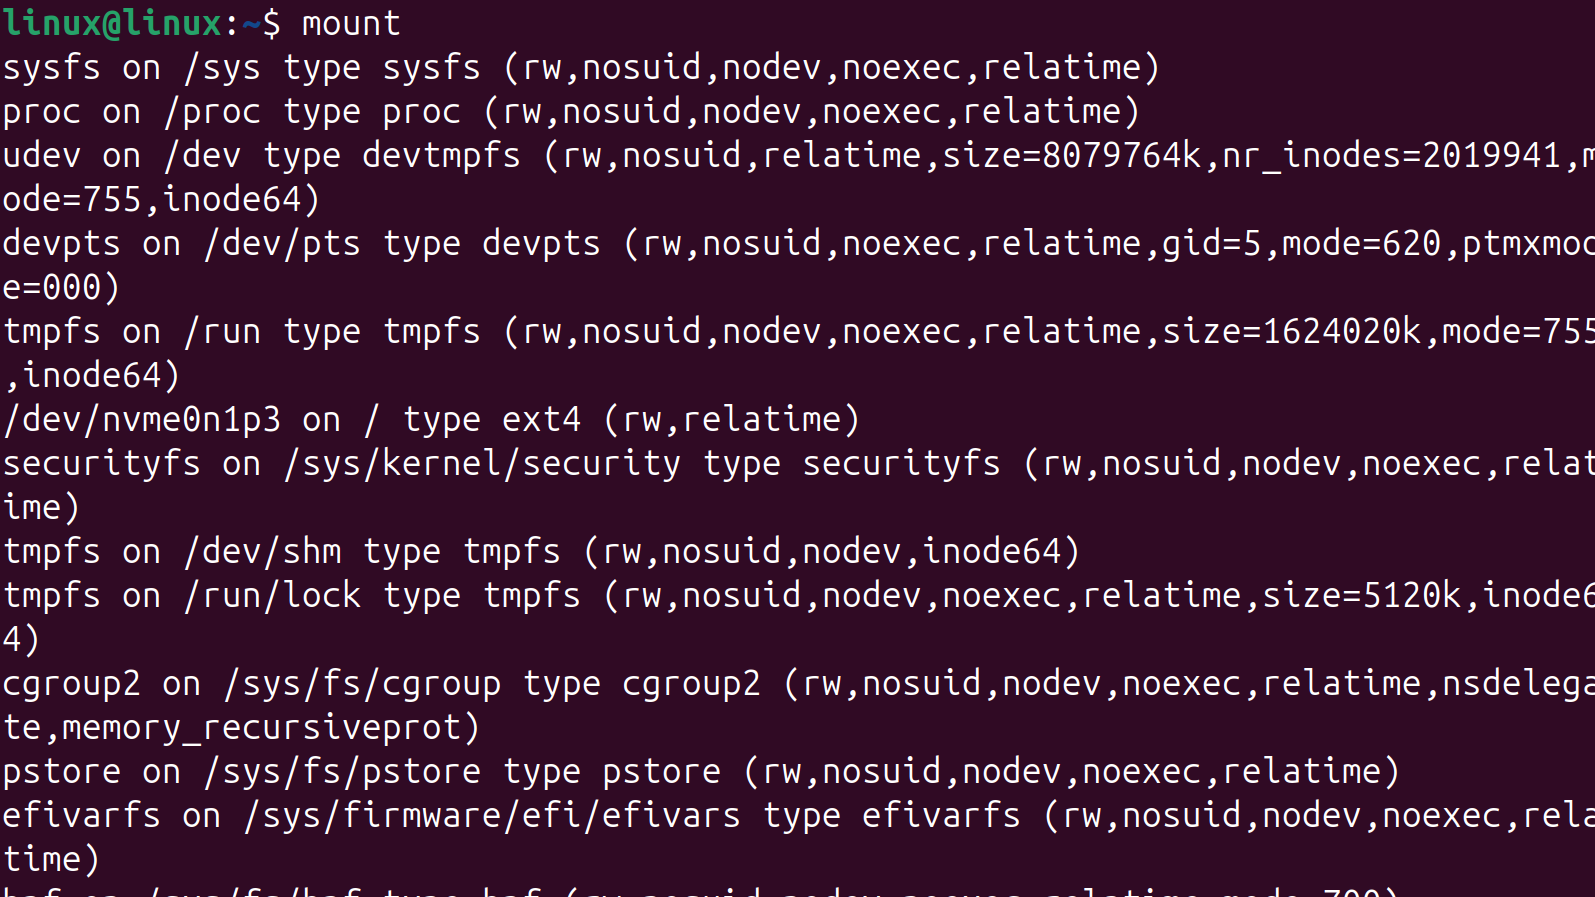 linux@linux:~$ mount
sysfs on /sys type sysfs (rw,nosuid,nodev,noexec,relatime)
proc on /proc type proc (rw,nosuid,nodev,noexec,relatime)
udev on /dev type devtmpfs (rw,nosuid,relatime,size=8079764k,nr_inodes=2019941,m
ode=755,inode64)
devpts on /dev/pts type devpts (rw,nosuid,noexec,relatime,gid=5,mode=620,ptmxmod
e=000)
tmpfs on /run type tmpfs (rw,nosuid,nodev,noexec,relatime,size=1624020k,mode=755
,inode64)
/dev/nvme0n1p3 on / type ext4 (rw,relatime)
securityfs on /sys/kernel/security type securityfs (rw,nosuid,nodev,noexec,relat
ime)
tmpfs on /dev/shm type tmpfs (rw,nosuid,nodev,inode64)
tmpfs on /run/lock type tmpfs (rw,nosuid,nodev,noexec,relatime,size=5120k,inode6
4)
cgroup2 on /sys/fs/cgroup type cgroup2 (rw,nosuid,nodev,noexec,relatime,nsdelega
te,memory_recursiveprot)
pstore on /sys/fs/pstore type pstore (rw,nosuid,nodev,noexec,relatime)
efivarfs on /sys/firmware/efi/efivars type efivarfs (rw,nosuid,nodev,noexec,rela
time)